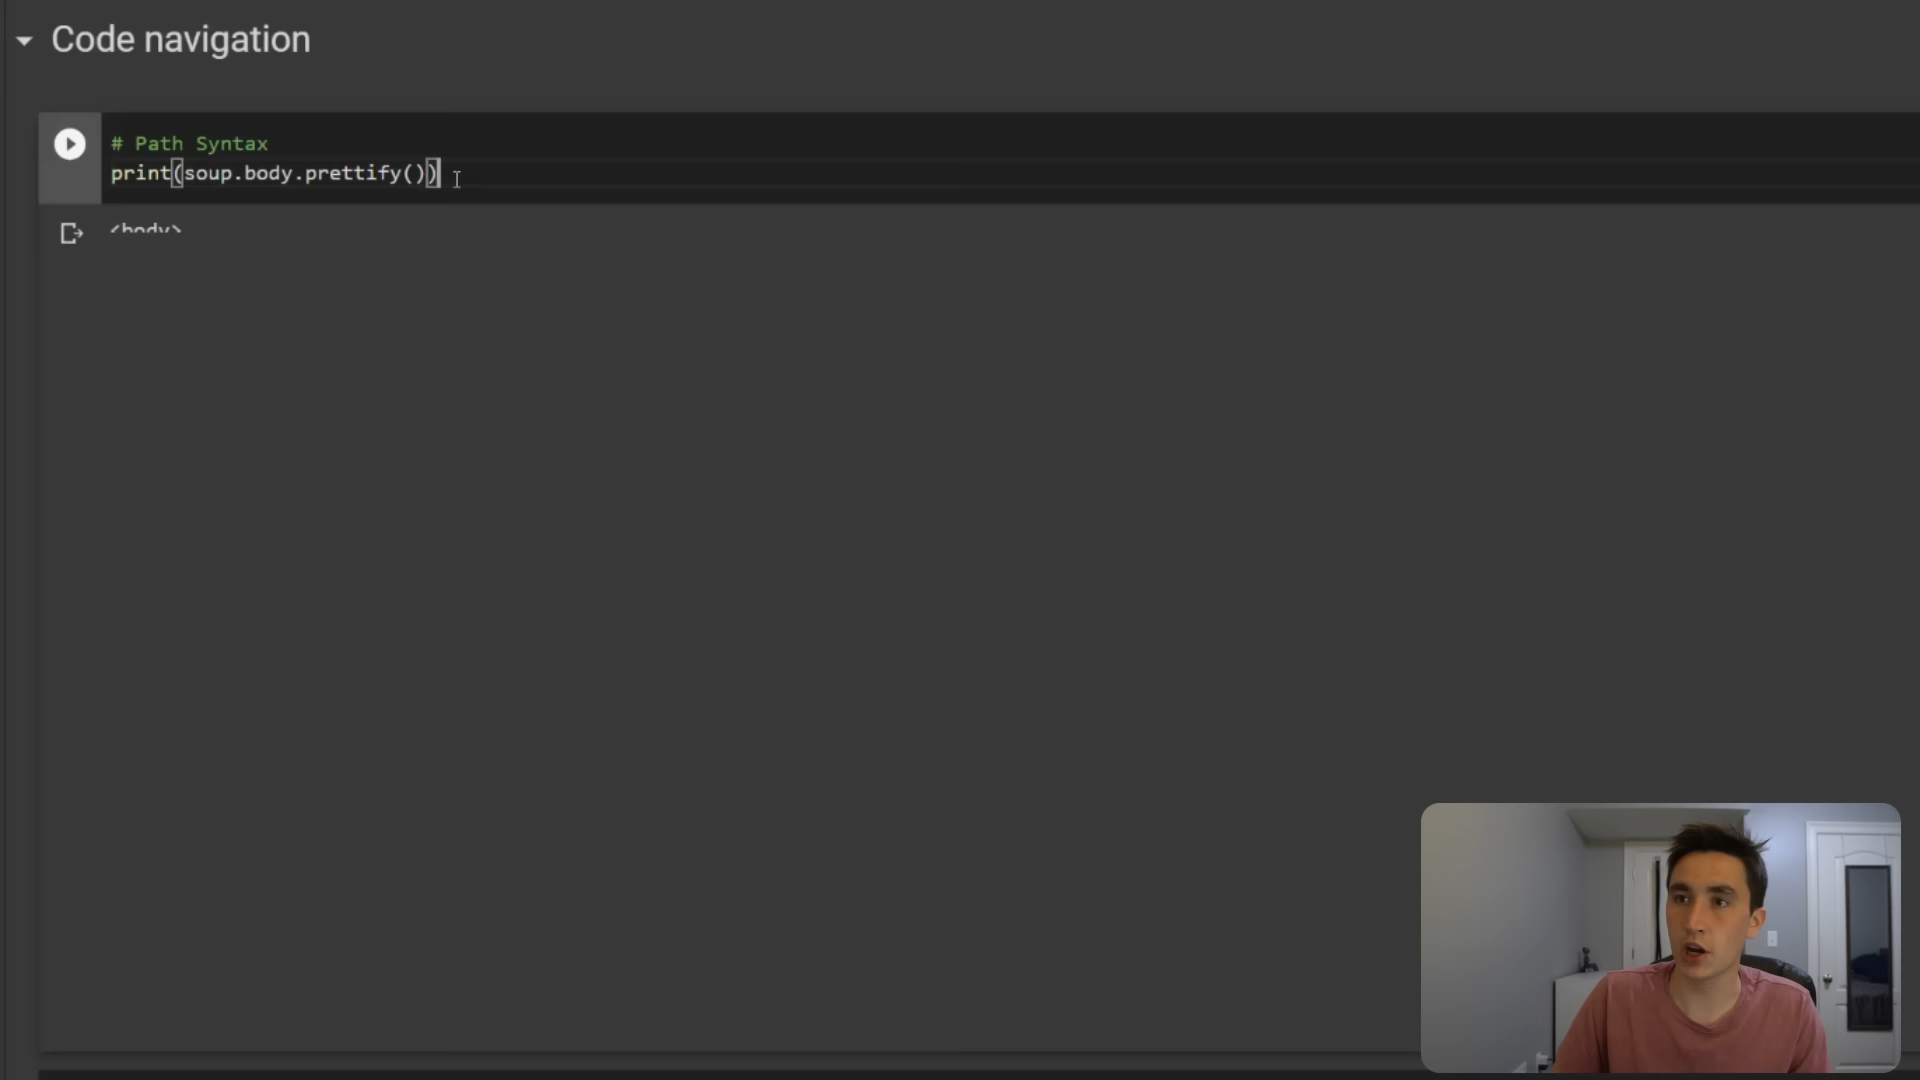 Code navigation
# Path Syntax
print(soup.body.prettify())
<body>